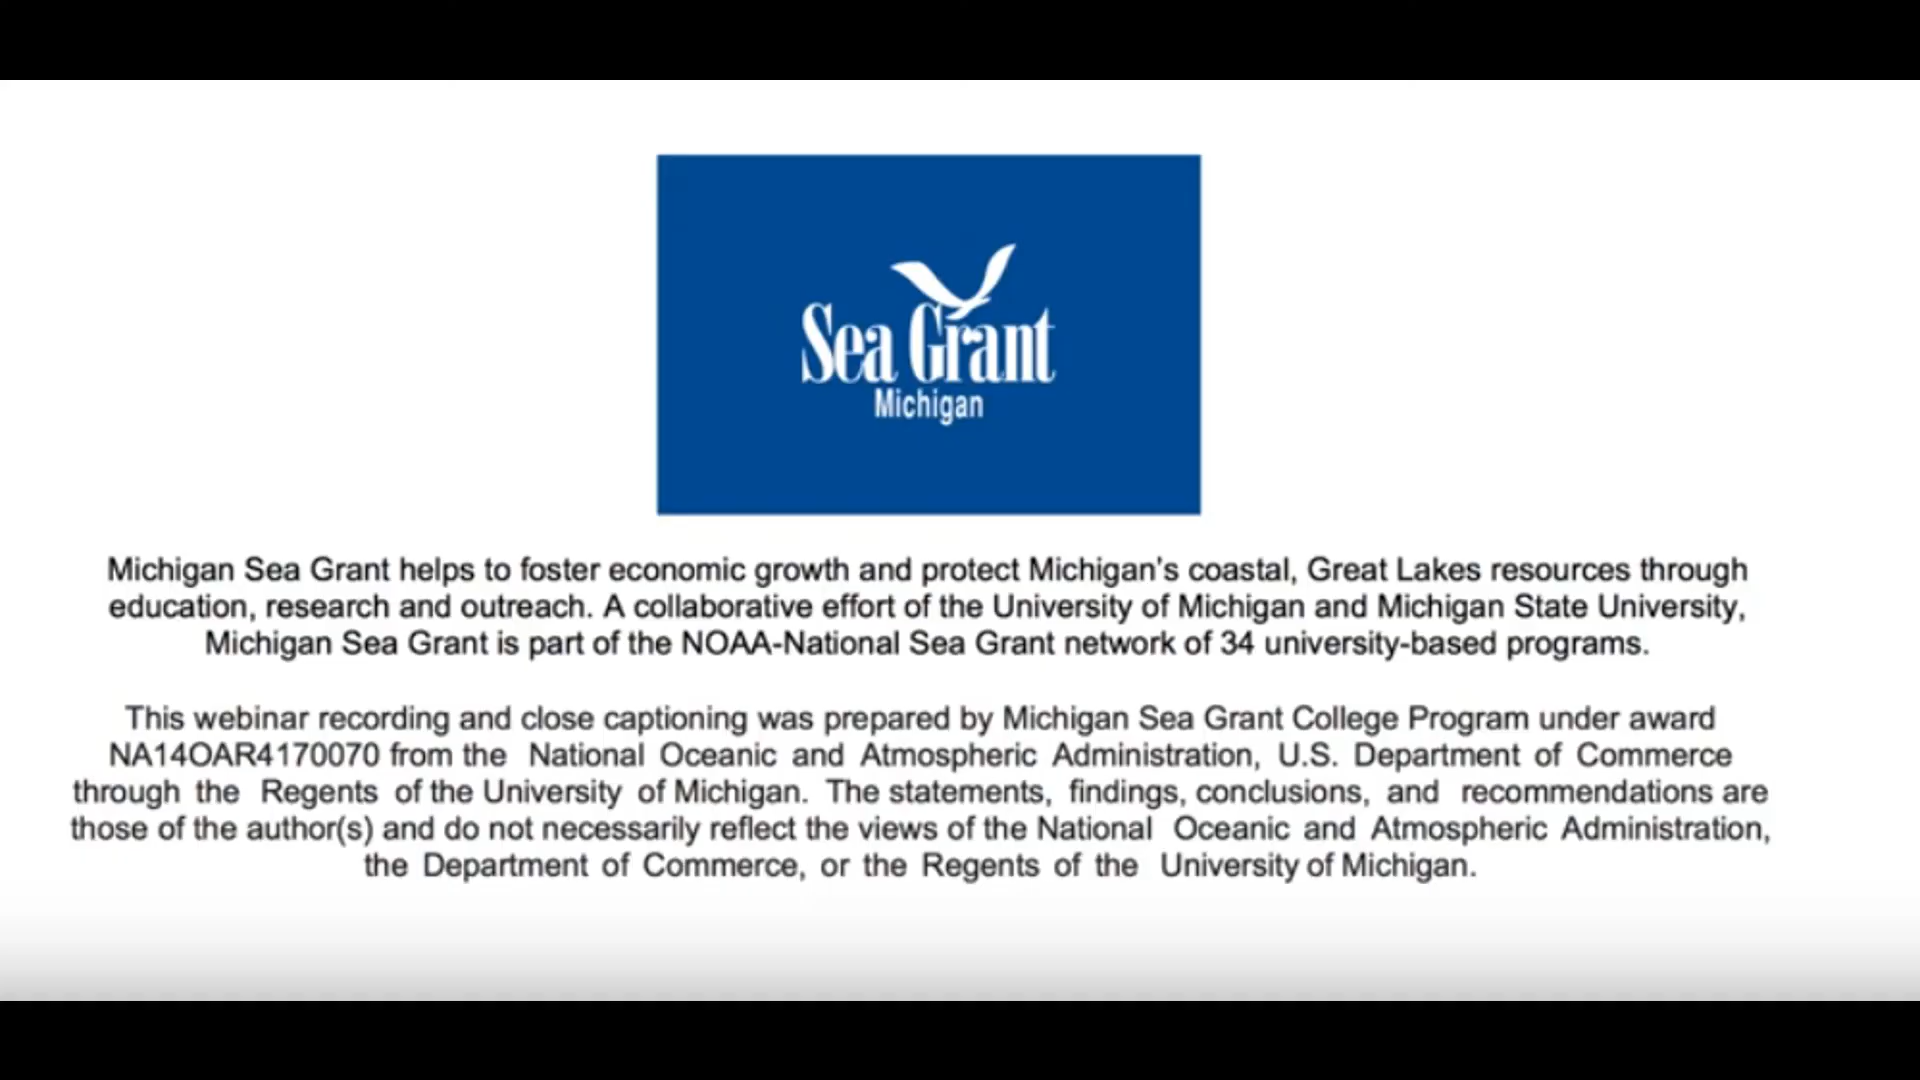 Sea Grant
Michigan
Michigan Sea Grant helps to foster economic growth and protect Michigan's coastal, Great Lakes resources through
education, research and outreach. A collaborative effort of the University of Michigan and Michigan State University,
Michigan Sea Grant is part of the NOAA-National Sea Grant network of 34 university-based programs.
This webinar recording and close captioning was prepared by Michigan Sea Grant College Program under award
NA14OAR4170070 from the National Oceanic and Atmospheric Administration, U.S. Department of Commerce
through the Regents of the University of Michigan. The statements, findings, conclusions, and recommendations are
those of the author(s) and do not necessarily reflect the views of the National Oceanic and Atmospheric Administration,
the Department of Commerce, or the Regents of the University of Michigan.